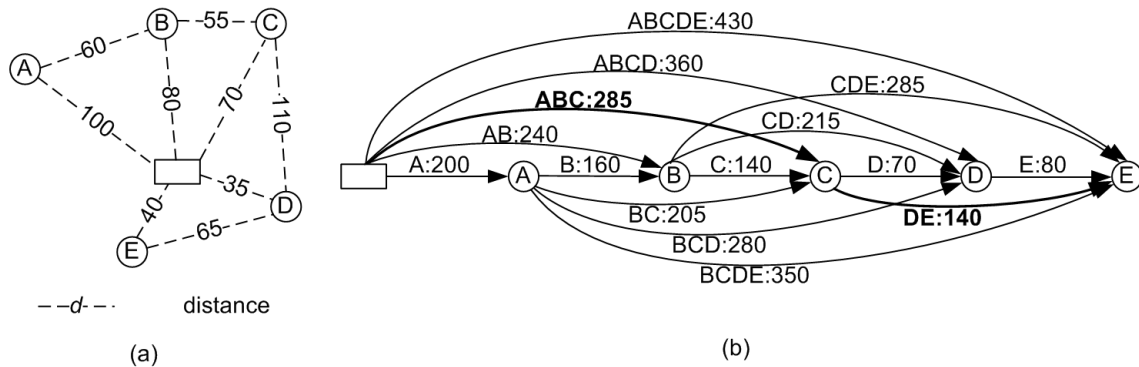 A
B
C
D
E
60
55
100
80
70
110
35
40
65
d
distance
(a)
ABCDE:430
ABCD:360
CDE:285
ABC:285
CD:215
AB:240
A:200
B:160
C:140
D:70
E:80
A
B
C
D
E
BC:205
DE:140
BCD:280
BCDE:350
(b)